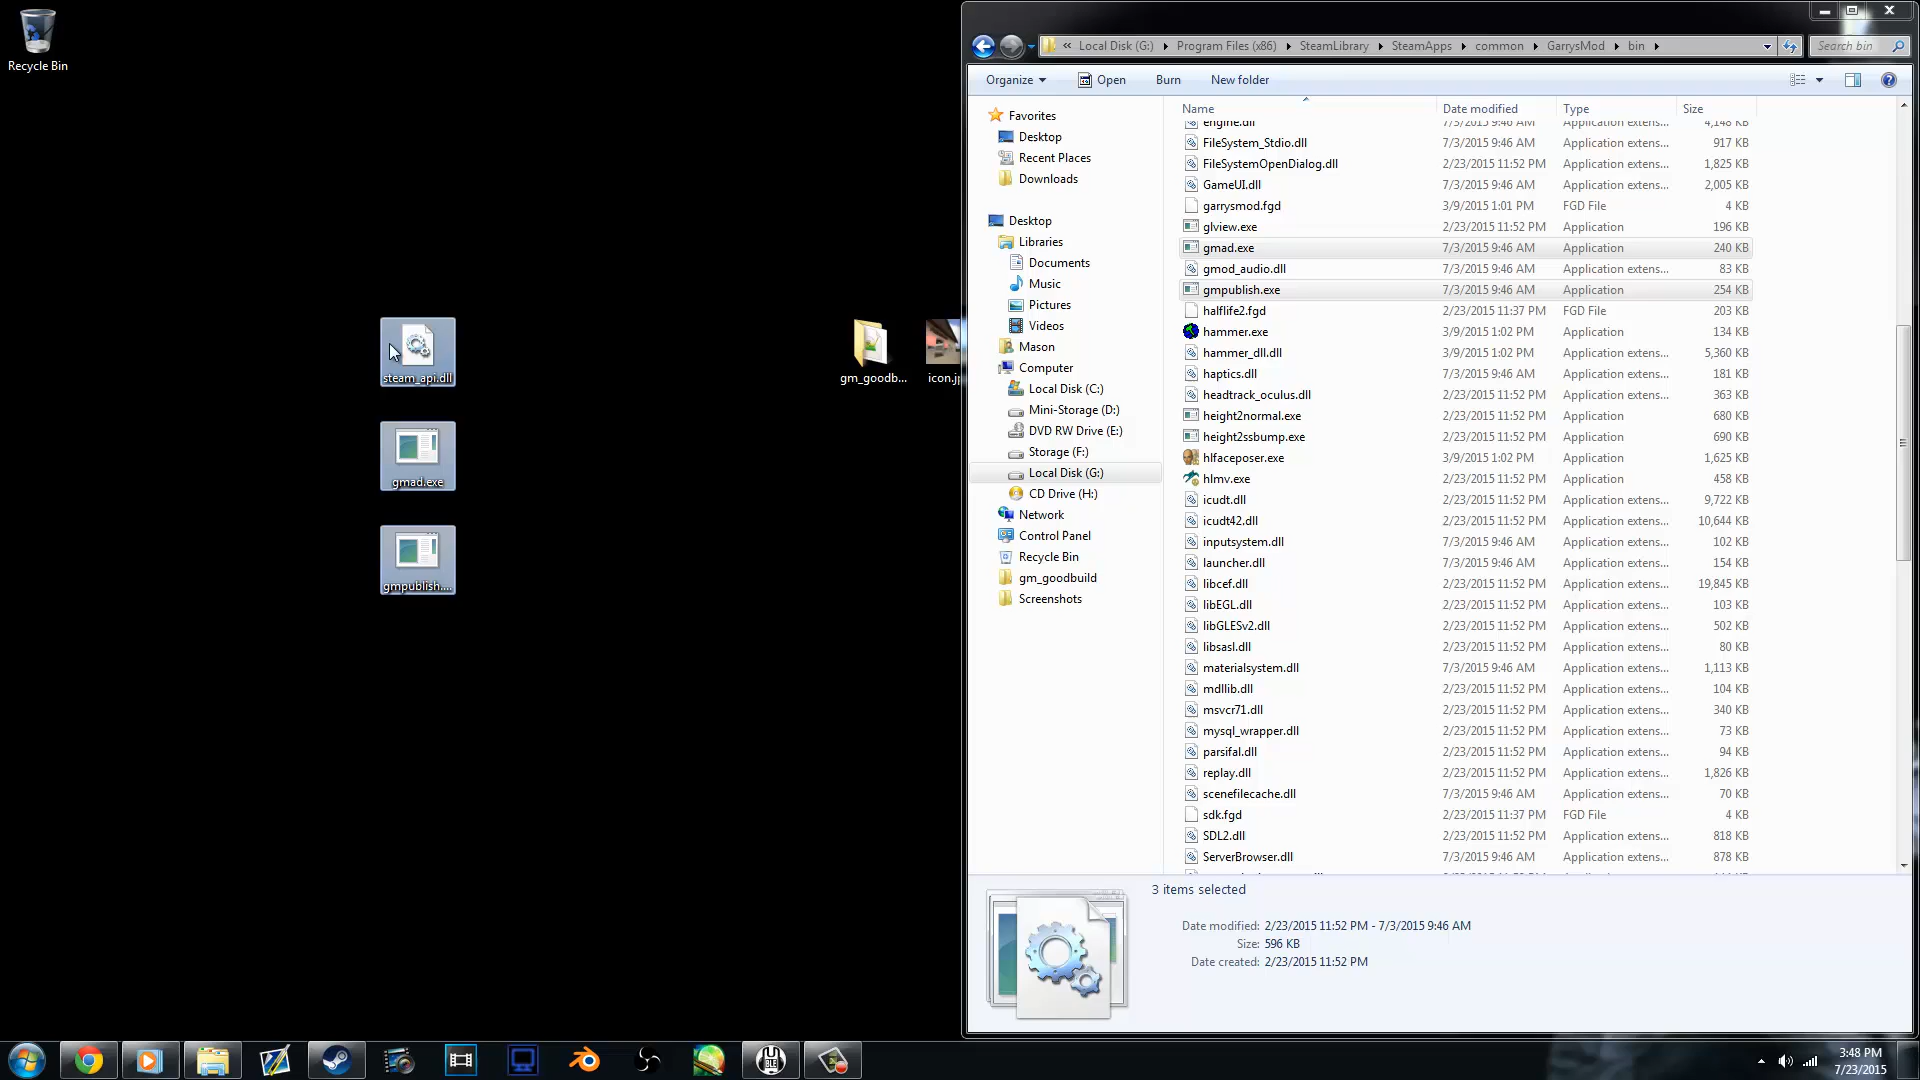 Recycle Bin
steam_api.dll
gmad.exe
gmpublish....
gm_goodb...
icon.jp
« Local Disk (G:) ▸ Program Files (x86) ▸ SteamLibrary ▸ SteamApps ▸ common ▸ GarrysMod ▸ bin ▸
Search bin
Organize Open Burn New folder
Favorites
Desktop
Recent Places
Downloads
Desktop
Libraries
Documents
Music
Pictures
Videos
Mason
Computer
Local Disk (C:)
Mini-Storage (D:)
DVD RW Drive (E:)
Storage (F:)
Local Disk (G:)
CD Drive (H:)
Network
Control Panel
Recycle Bin
gm_goodbuild
Screenshots
Name Date modified Type Size
engine.dll 7/3/2015 9:46 AM Application extens... 4,148 KB
FileSystem_Stdio.dll 7/3/2015 9:46 AM Application extens... 917 KB
FileSystemOpenDialog.dll 2/23/2015 11:52 PM Application extens... 1,825 KB
GameUI.dll 7/3/2015 9:46 AM Application extens... 2,005 KB
garrysmod.fgd 3/9/2015 1:01 PM FGD File 4 KB
glview.exe 2/23/2015 11:52 PM Application 196 KB
gmad.exe 7/3/2015 9:46 AM Application 240 KB
gmod_audio.dll 7/3/2015 9:46 AM Application extens... 83 KB
gmpublish.exe 7/3/2015 9:46 AM Application 254 KB
halflife2.fgd 2/23/2015 11:37 PM FGD File 203 KB
hammer.exe 3/9/2015 1:02 PM Application 134 KB
hammer_dll.dll 3/9/2015 1:02 PM Application extens... 5,360 KB
haptics.dll 7/3/2015 9:46 AM Application extens... 181 KB
headtrack_oculus.dll 2/23/2015 11:52 PM Application extens... 363 KB
height2normal.exe 2/23/2015 11:52 PM Application 680 KB
height2ssbump.exe 2/23/2015 11:52 PM Application 690 KB
hlfaceposer.exe 3/9/2015 1:02 PM Application 1,625 KB
hlmv.exe 2/23/2015 11:52 PM Application 458 KB
icudt.dll 2/23/2015 11:52 PM Application extens... 9,722 KB
icudt42.dll 2/23/2015 11:52 PM Application extens... 10,644 KB
inputsystem.dll 7/3/2015 9:46 AM Application extens... 102 KB
launcher.dll 7/3/2015 9:46 AM Application extens... 154 KB
libcef.dll 2/23/2015 11:52 PM Application extens... 19,845 KB
libEGL.dll 2/23/2015 11:52 PM Application extens... 103 KB
libGLESv2.dll 2/23/2015 11:52 PM Application extens... 502 KB
libsasl.dll 2/23/2015 11:52 PM Application extens... 80 KB
materialsystem.dll 7/3/2015 9:46 AM Application extens... 1,113 KB
mdllib.dll 2/23/2015 11:52 PM Application extens... 104 KB
msvcr71.dll 2/23/2015 11:52 PM Application extens... 340 KB
mysql_wrapper.dll 2/23/2015 11:52 PM Application extens... 73 KB
parsifal.dll 2/23/2015 11:52 PM Application extens... 94 KB
replay.dll 2/23/2015 11:52 PM Application extens... 1,826 KB
scenefilecache.dll 7/3/2015 9:46 AM Application extens... 70 KB
sdk.fgd 2/23/2015 11:37 PM FGD File 4 KB
SDL2.dll 2/23/2015 11:52 PM Application extens... 818 KB
ServerBrowser.dll 7/3/2015 9:46 AM Application extens... 878 KB
3 items selected
Date modified: 2/23/2015 11:52 PM - 7/3/2015 9:46 AM
Size: 596 KB
Date created: 2/23/2015 11:52 PM
3:48 PM
7/23/2015